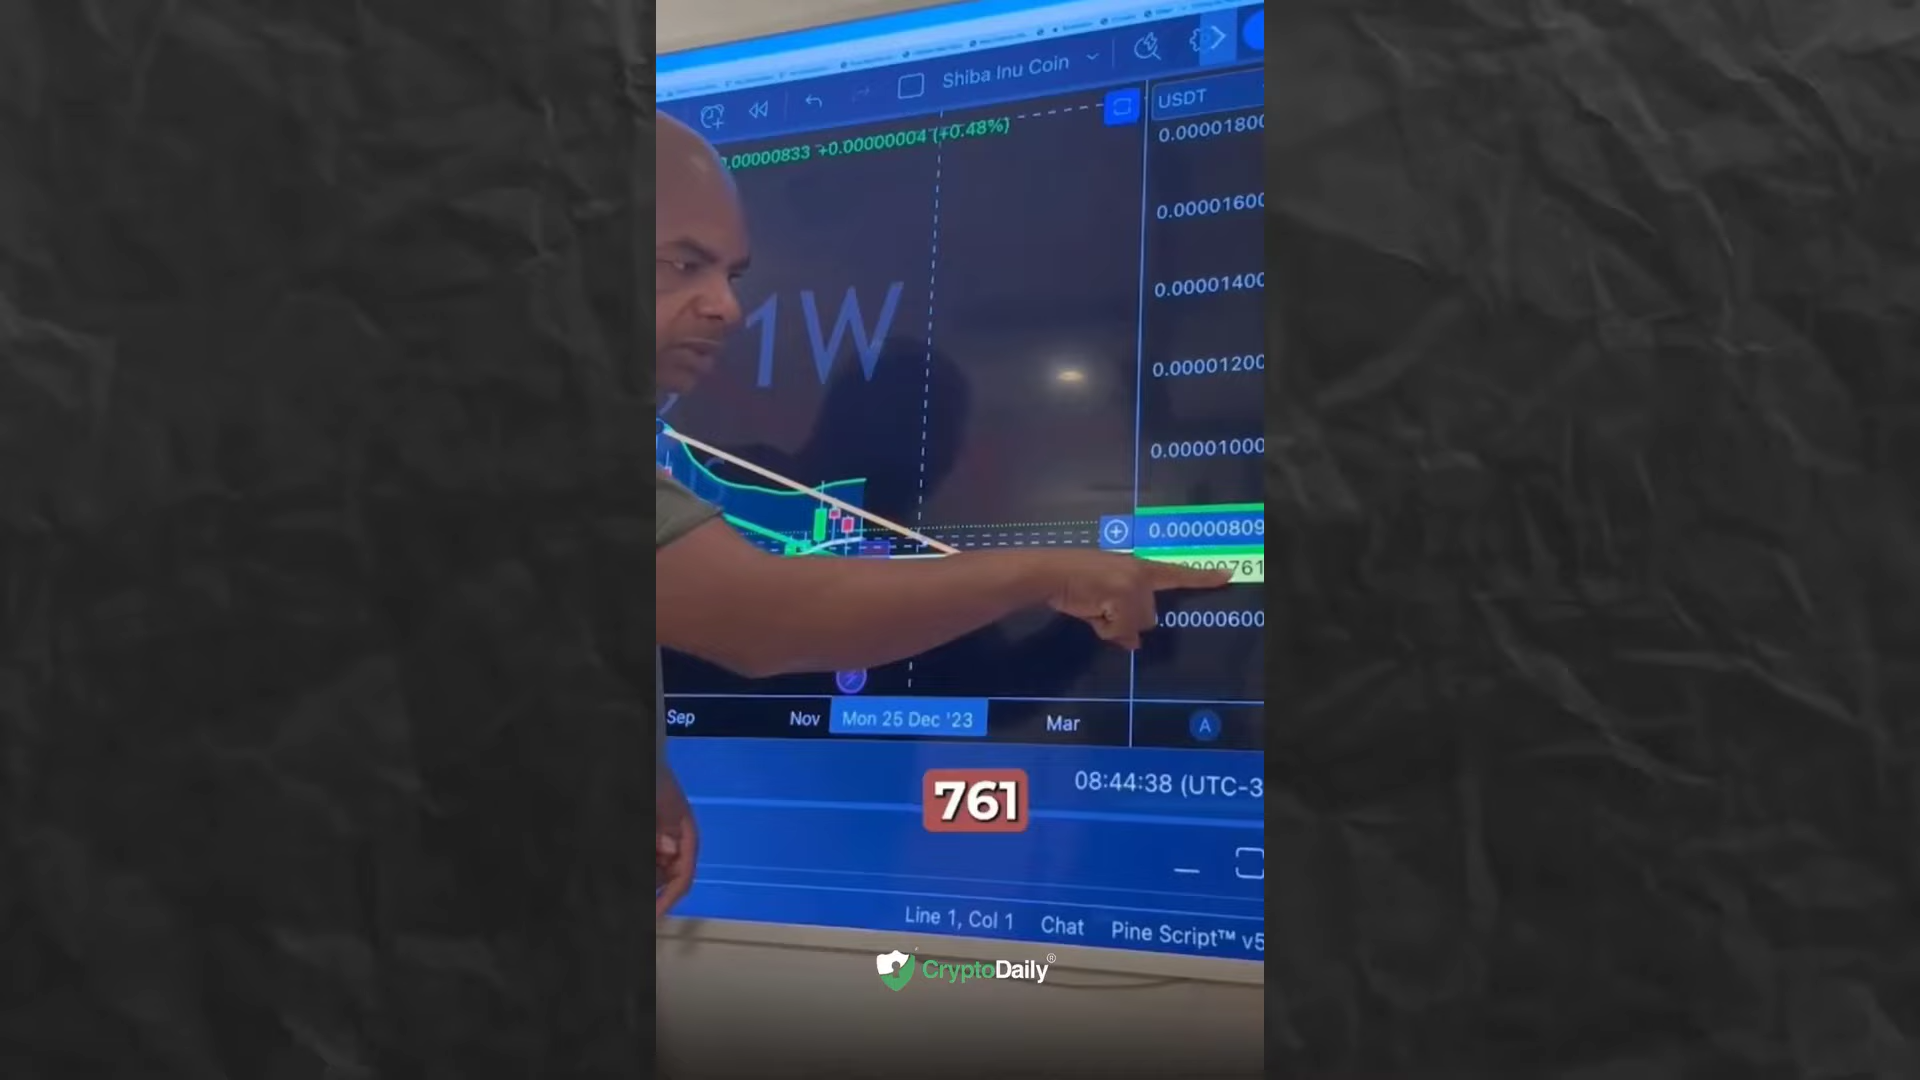 Shiba Inu Coin
.00000833 +0.00000004 (+0.48%)
USDT
0.00001800
0.00001600
1W
0.00001400
0.00001200
0.00001000
0.00000809
0000761
.00000600
Sep
Nov
Mon 25 Dec '23
Mar
A
761
08:44:38 (UTC-3
Line 1, Col 1
Chat
Pine Script™ v5
CryptoDaily®